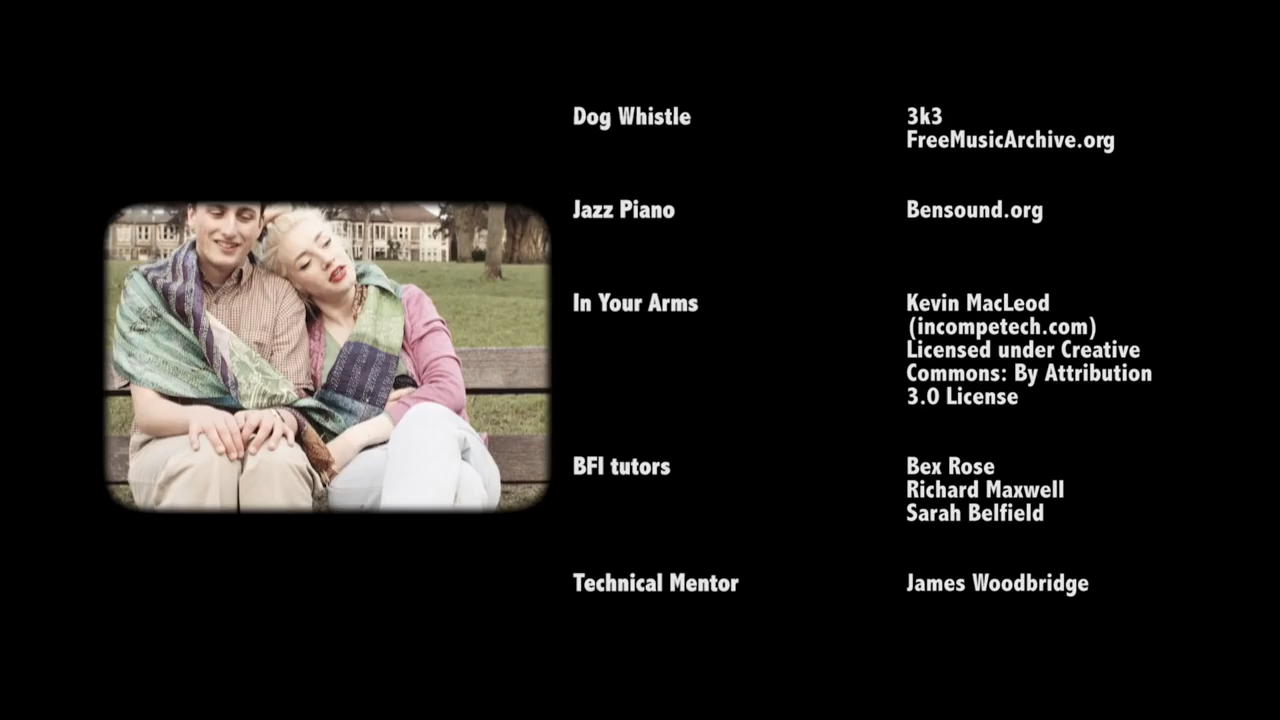 Dog Whistle
3k3
FreeMusicArchive.org
Jazz Piano
Bensound.org
In Your Arms
Kevin MacLeod
(incompetech.com)
Licensed under Creative
Commons: By Attribution
3.0 License
BFI tutors
Bex Rose
Richard Maxwell
Sarah Belfield
Technical Mentor
James Woodbridge